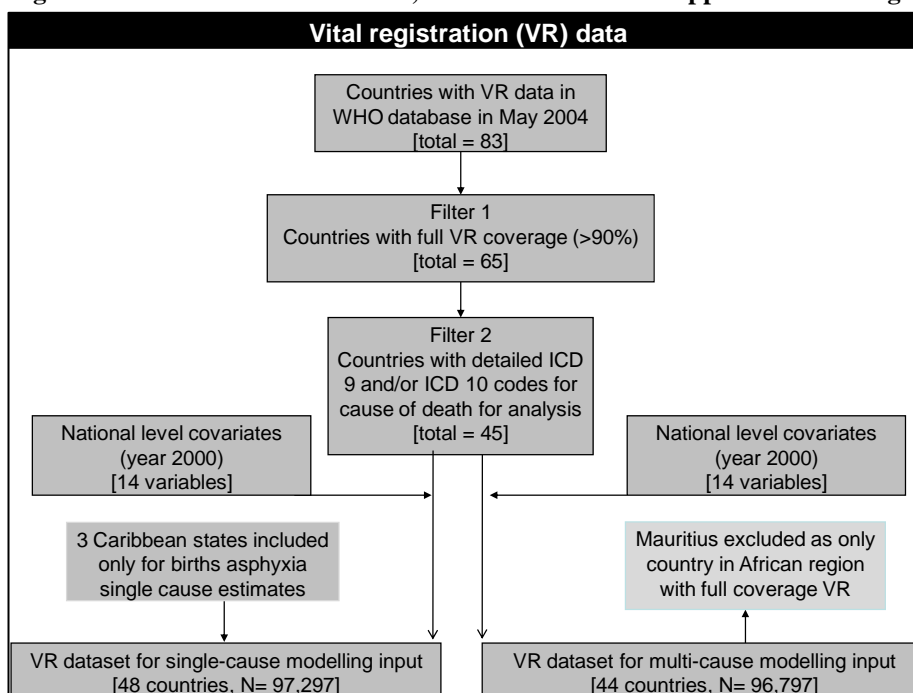 Vital registration (VR) data
Countries with VR data in
WHO database in May 2004
[total = 83]
Filter 1
Countries with full VR coverage (>90%)
[total = 65]
Filter 2
Countries with detailed ICD
9 and/or ICD 10 codes for
cause of death for analysis
[total = 45]
National level covariates
(year 2000)
[14 variables]
National level covariates
(year 2000)
[14 variables]
3 Caribbean states included
only for births asphyxia
single cause estimates
Mauritius excluded as only
country in African region
with full coverage VR
VR dataset for single-cause modelling input
[48 countries, N= 97,297]
VR dataset for multi-cause modelling input
[44 countries, N= 96,797]